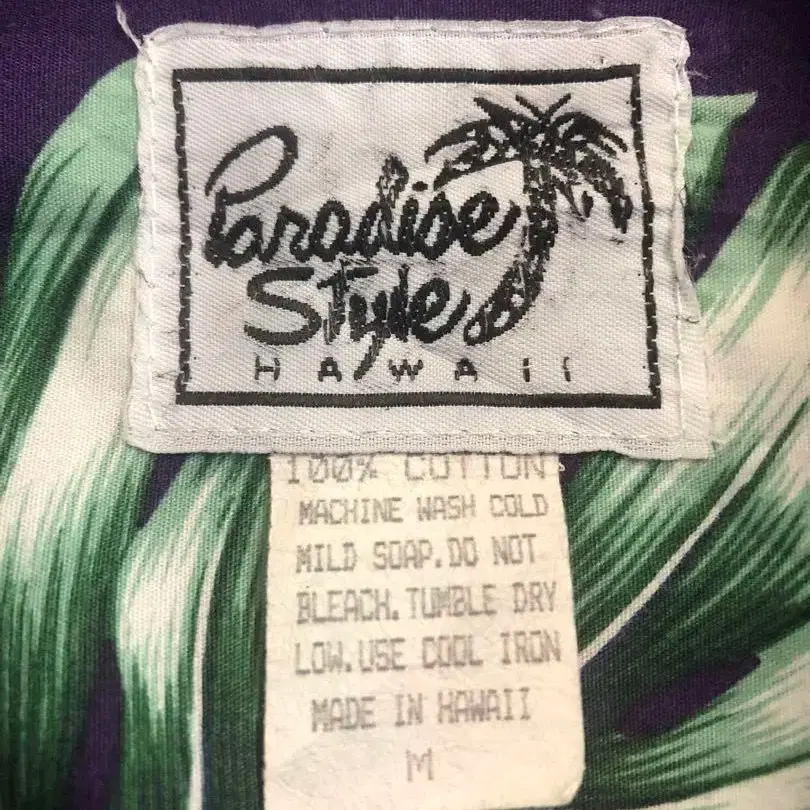 Paradise
Style
HAWAII
100% COTTON
MACHINE WASH COLD
MILD SOAP.DO NOT
BLEACH.TUMBLE DRY
LOW.USE COOL IRON
MADE IN HAWAII
M